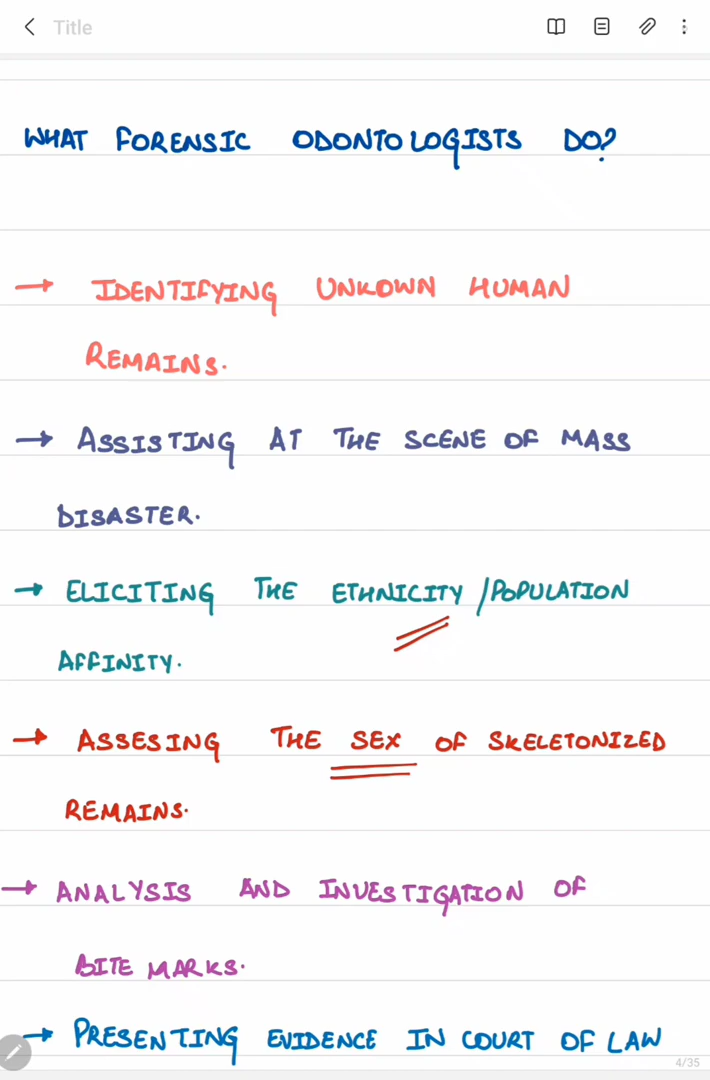 Title
WHAT FORENSIC ODONTOLOGISTS DO?
→ IDENTIFYING UNKOWN HUMAN
REMAINS.
→ ASSISTING AT THE SCENE OF MASS
DISASTER.
→ ELICITING THE ETHNICITY / POPULATION
AFFINITY.
→ ASSESING THE SEX OF SKELETONIZED
REMAINS.
→ ANALYSIS AND INVESTIGATION OF
BITE MARKS.
→ PRESENTING EVIDENCE IN COURT OF LAW
4/35